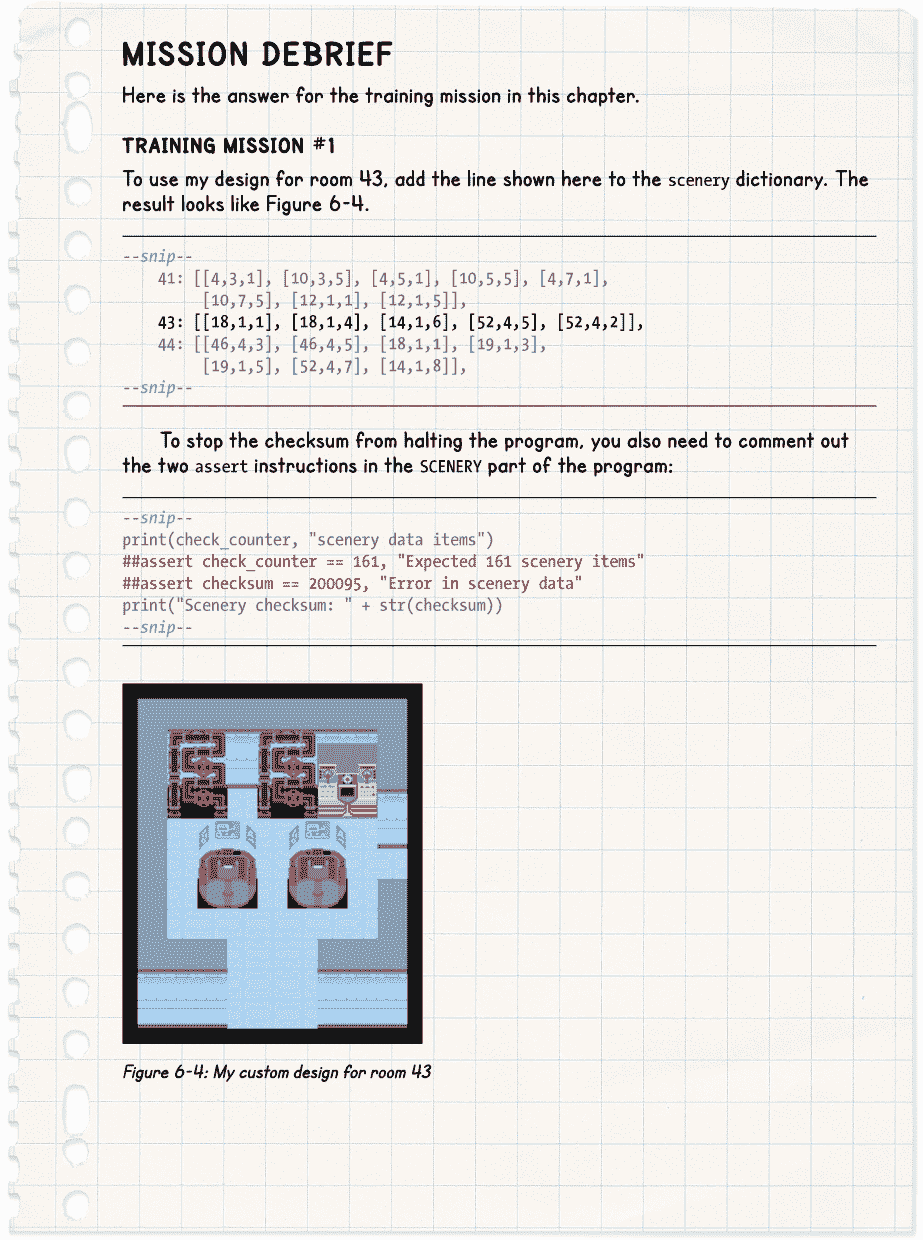 MISSION DEBRIEF
Here is the answer for the training mission in this chapter.
TRAINING MISSION #1
To use my design for room 43, add the line shown here to the scenery dictionary. The
result looks like Figure 6-4.
--snip--
41: [[4,3,1], [10,3,5], [4,5,1], [10,5,5], [4,7,1],
[10,7,5], [12,1,1], [12,1,5]],
43: [[18,1,1], [18,1,4], [14,1,6], [52,4,5], [52,4,2]],
44: [[46,4,3], [46,4,5], [18,1,1], [19,1,3],
[19,1,5], [52,4,7], [14,1,8]],
--snip--
To stop the checksum from halting the program, you also need to comment out
the two assert instructions in the SCENERY part of the program:
--snip--
print(check_counter, "scenery data items")
##assert check_counter == 161, "Expected 161 scenery items"
##assert checksum == 200095, "Error in scenery data"
print("Scenery checksum: " + str(checksum))
--snip--
Figure 6-4: My custom design for room 43